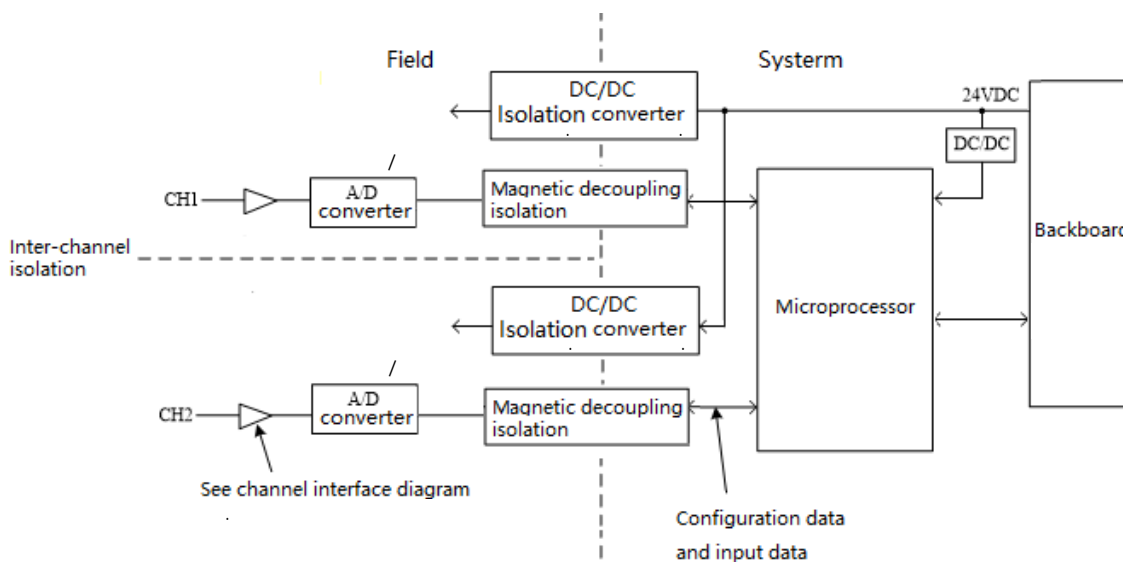 Field
Systerm
DC/DC
Isolation converter
24VDC
DC/DC
/
CH1
A/D
converter
Magnetic decoupling
isolation
Backboard
Inter-channel
isolation
DC/DC
Isolation converter
Microprocessor
/
CH2
A/D
converter
Magnetic decoupling
isolation
See channel interface diagram
Configuration data
and input data